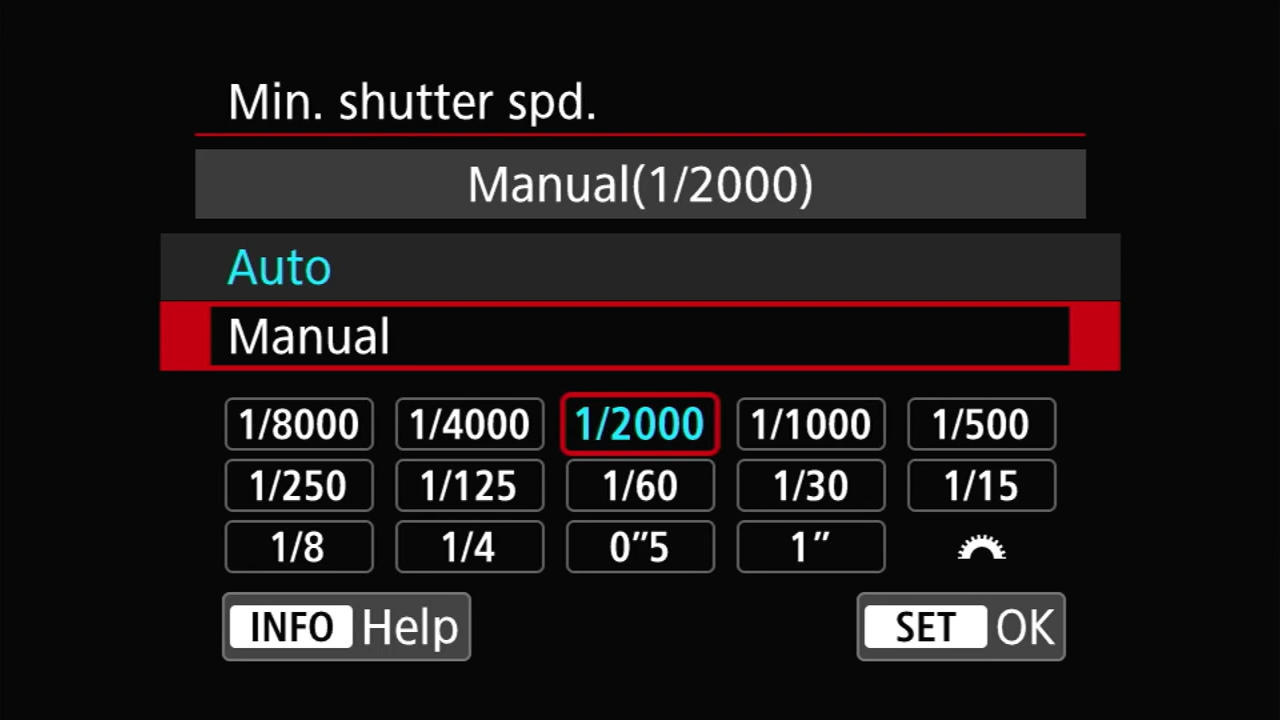 Min. shutter spd.
Manual(1/2000)
Auto
Manual
1/8000 1/4000 1/2000 1/1000 1/500
1/250 1/125 1/60 1/30 1/15
1/8 1/4 0”5 1”
INFO Help SET OK